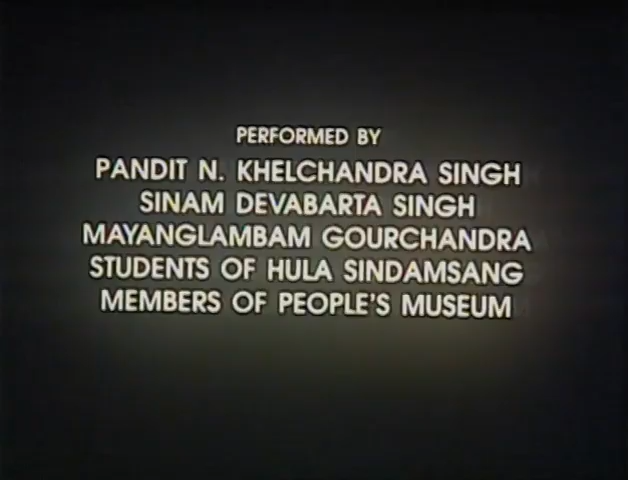 PERFORMED BY
PANDIT N. KHELCHANDRA SINGH
SINAM DEVABARTA SINGH
MAYANGLAMBAM GOURCHANDRA
STUDENTS OF HULA SINDAMSANG
MEMBERS OF PEOPLE'S MUSEUM